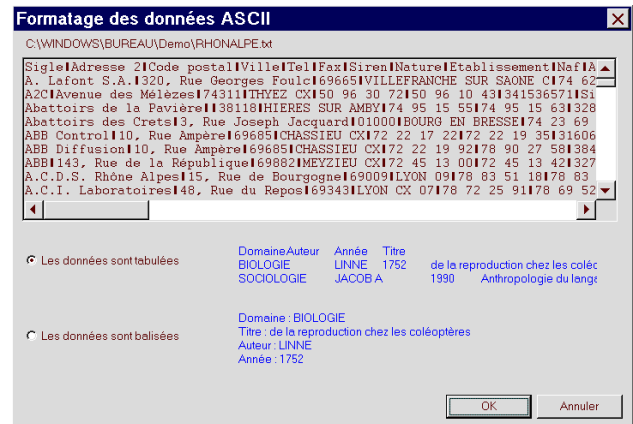 Formatage des données ASCII
C:\WINDOWS\BUREAU\Demo\RHONALPE.txt
Sigle▌Adresse 2▌Code postal▌Ville▌Tel▌Fax▌Siren▌Nature▌Etablissement▌Naf▌A
A. Lafont S.A.▌320, Rue Georges Foulc▌69665▌VILLEFRANCHE SUR SAONE C▌74 62
A2C▌Avenue des Mélèzes▌74311▌THYEZ CX▌50 96 30 72▌50 96 10 43▌341536571▌Si
Abattoirs de la Pavière▌▌38118▌HIERES SUR AMBY▌74 95 15 55▌74 95 15 63▌328
Abattoirs des Crets▌3, Rue Joseph Jacquard▌01000▌BOURG EN BRESSE▌74 23 69
ABB Control▌10, Rue Ampère▌69685▌CHASSIEU CX▌72 22 17 22▌72 22 19 35▌31606
ABB Diffusion▌10, Rue Ampère▌69685▌CHASSIEU CX▌72 22 19 92▌78 90 27 58▌384
ABB▌143, Rue de la République▌69882▌MEYZIEU CX▌72 45 13 00▌72 45 13 42▌327
A.C.D.S. Rhône Alpes▌15, Rue de Bourgogne▌69009▌LYON 09▌78 83 51 18▌78 83
A.C.I. Laboratoires▌48, Rue du Repos▌69343▌LYON CX 07▌78 72 25 91▌78 69 52
Les données sont tabulées
DomaineAuteur Année Titre
BIOLOGIE LINNE 1752 de la reproduction chez les coléc
SOCIOLOGIE JACOB A 1990 Anthropologie du langa
Les données sont balisées
Domaine : BIOLOGIE
Titre : de la reproduction chez les coléoptères
Auteur : LINNE
Année : 1752
OK Annuler